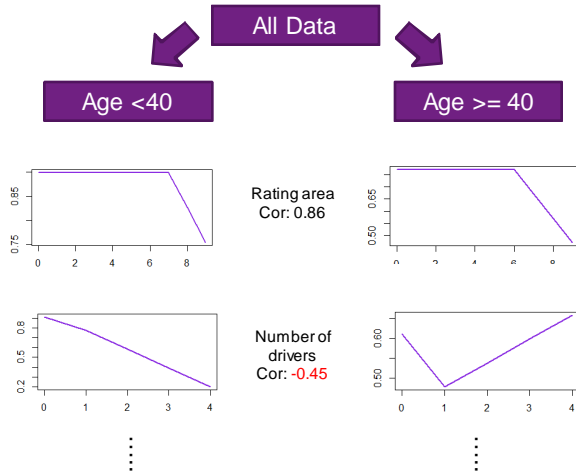 All Data
Age <40
Age >= 40
0.85
0.75
0 2 4 6 8
Rating area
Cor: 0.86
0.65
0.50
0 2 4 6 8
0.8
0.5
0.2
0 1 2 3 4
Number of
drivers
Cor: -0.45
0.60
0.50
0 1 2 3 4